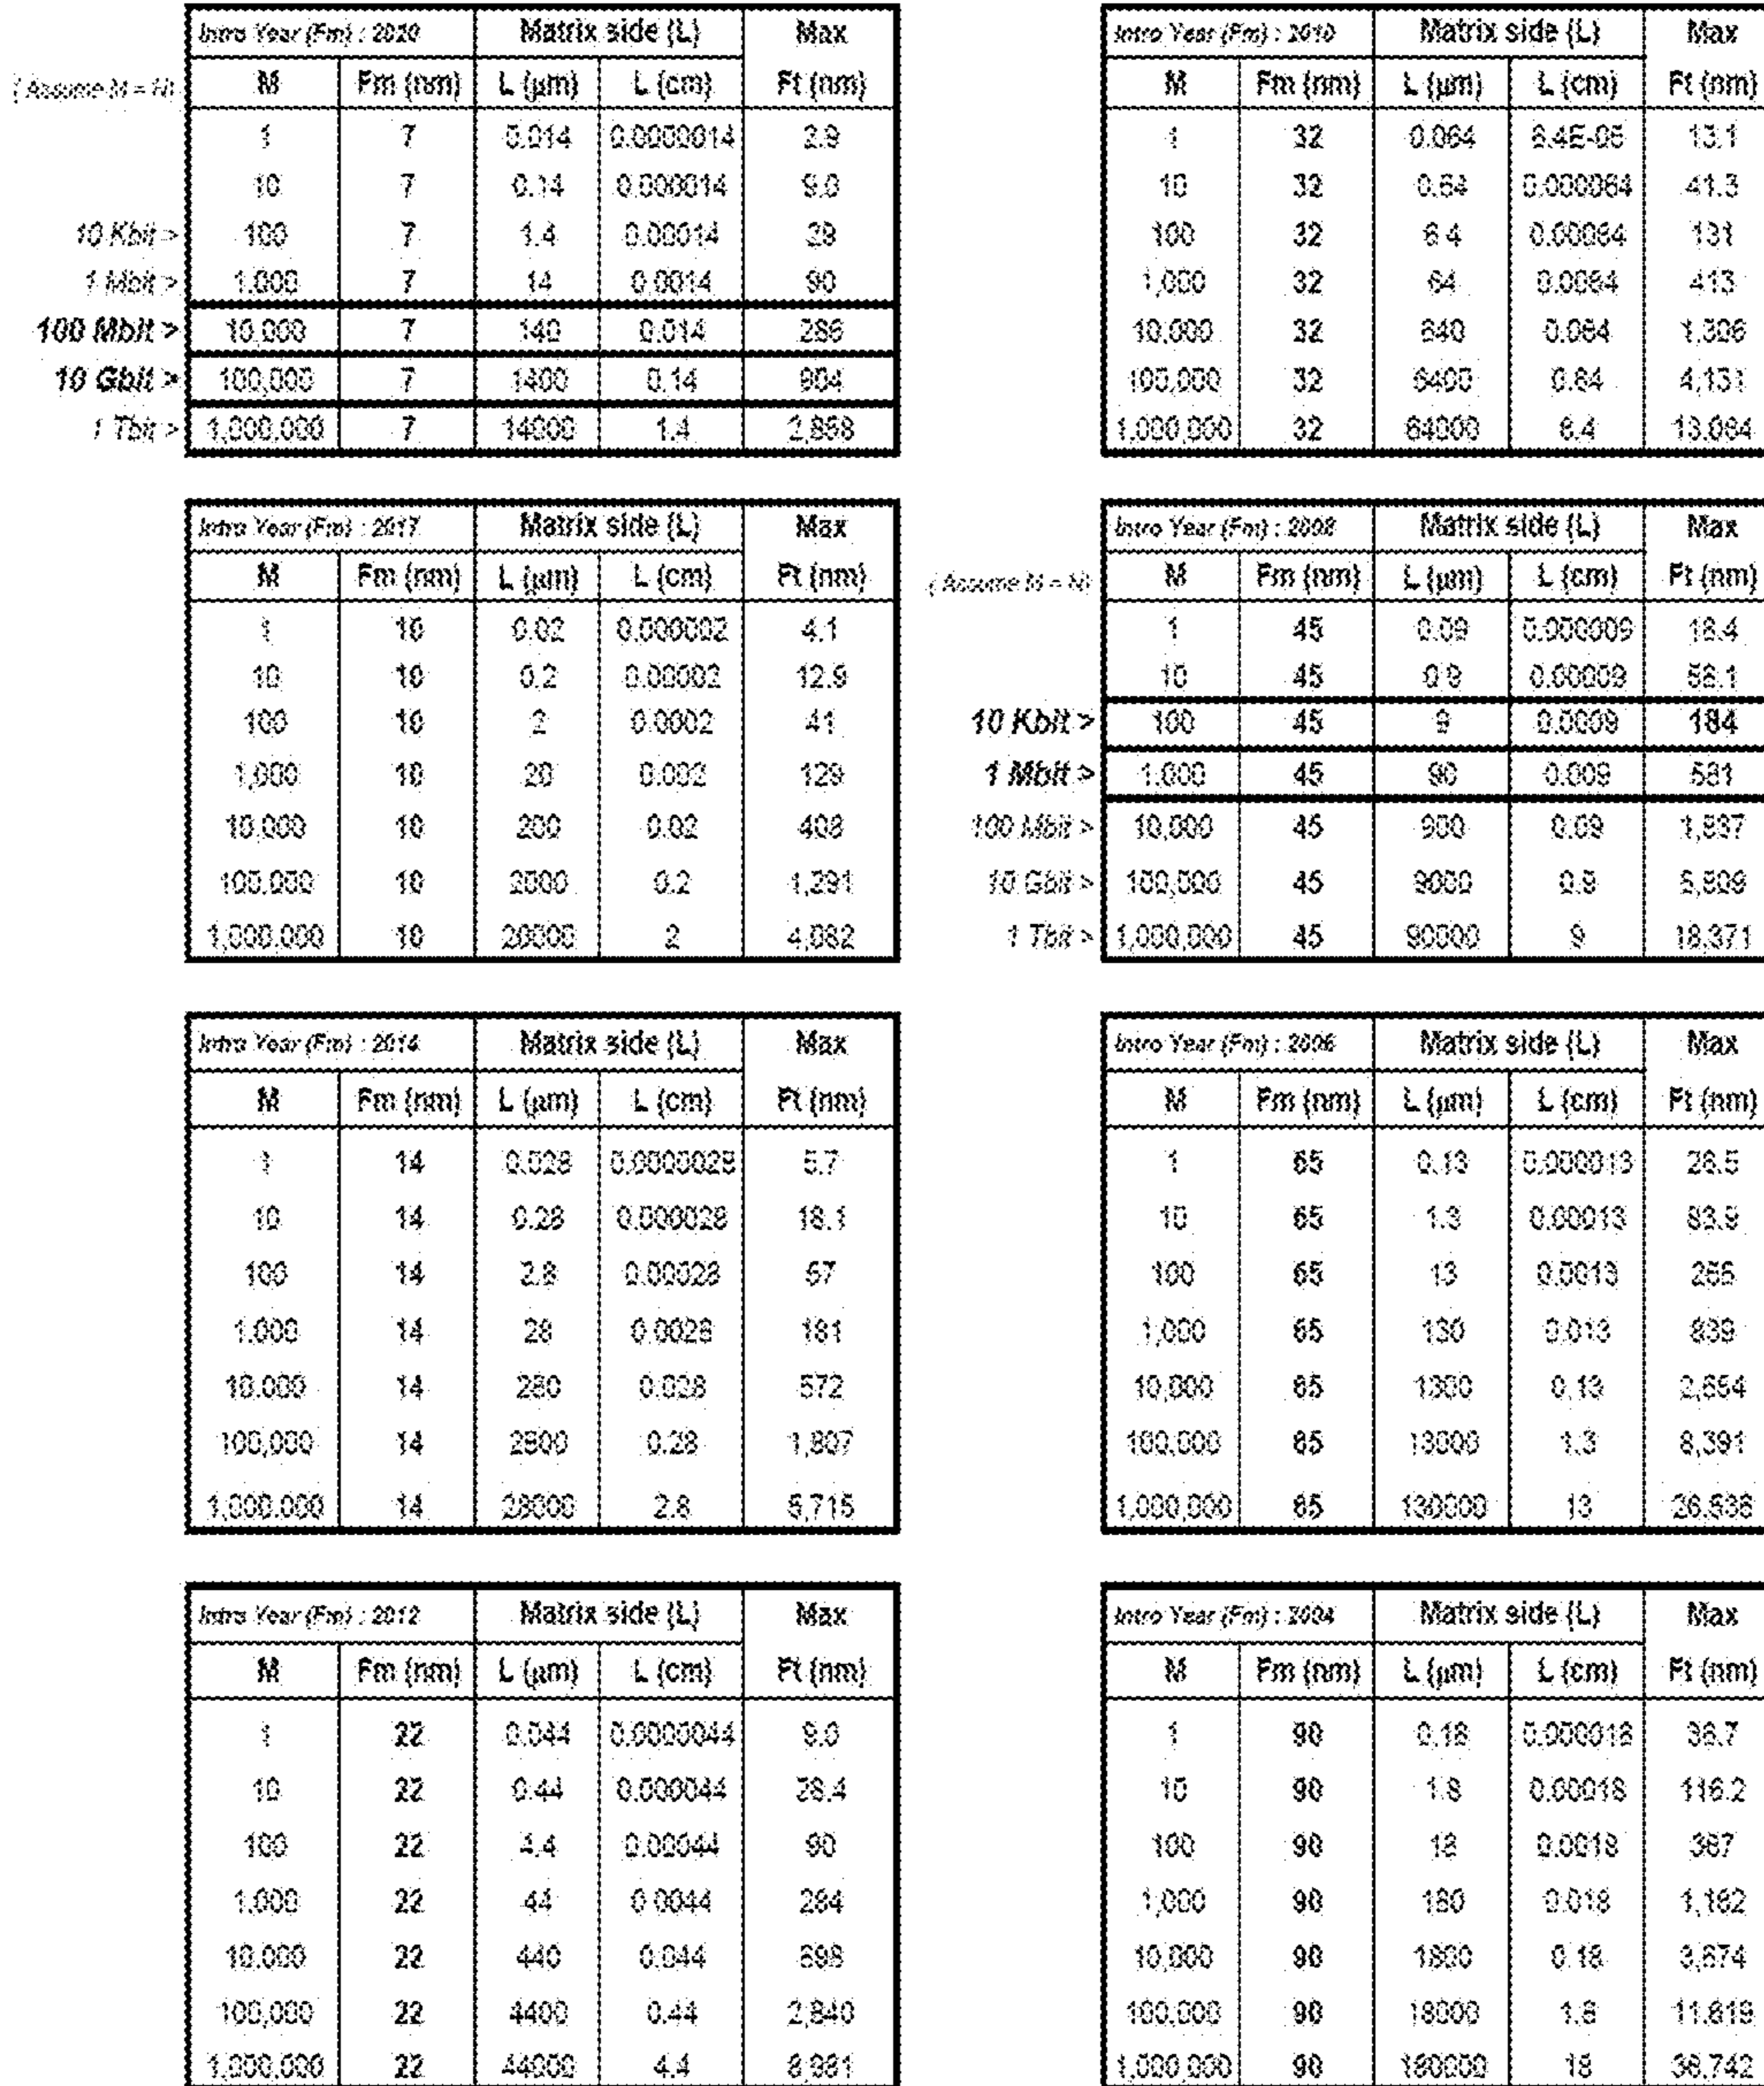 Intro Year (Fm) : 2020 Matrix side (L) Max
( Assume M = N) M Fm (nm) L (µm) L (cm) Ft (nm)
1 7 0.014 0.0000014 2.9
10 7 0.14 0.000014 9.0
10 Kbit > 100 7 1.4 0.00014 29
1 Mbit > 1,000 7 14 0.0014 90
100 Mbit > 10,000 7 140 0.014 286
10 Gbit > 100,000 7 1400 0.14 904
1 Tbit > 1,000,000 7 14000 1.4 2,858
Intro Year (Fm) : 2017 Matrix side (L) Max
M Fm (nm) L (µm) L (cm) Ft (nm)
1 10 0.02 0.000002 4.1
10 10 0.2 0.00002 12.9
100 10 2 0.0002 41
1,000 10 20 0.002 129
10,000 10 200 0.02 408
100,000 10 2000 0.2 1,291
1,000,000 10 20000 2 4,082
Intro Year (Fm) : 2014 Matrix side (L) Max
M Fm (nm) L (µm) L (cm) Ft (nm)
1 14 0.028 0.0000028 5.7
10 14 0.28 0.000028 18.1
100 14 2.8 0.00028 57
1,000 14 28 0.0028 181
10,000 14 280 0.028 572
100,000 14 2800 0.28 1,807
1,000,000 14 28000 2.8 5,715
Intro Year (Fm) : 2012 Matrix side (L) Max
M Fm (nm) L (µm) L (cm) Ft (nm)
1 22 0.044 0.0000044 9.0
10 22 0.44 0.000044 28.4
100 22 4.4 0.00044 90
1,000 22 44 0.0044 284
10,000 22 440 0.044 898
100,000 22 4400 0.44 2,840
1,000,000 22 44000 4.4 8,981
Intro Year (Fm) : 2010 Matrix side (L) Max
M Fm (nm) L (µm) L (cm) Ft (nm)
1 32 0.064 6.4E-06 13.1
10 32 0.64 0.000064 41.3
100 32 6.4 0.00064 131
1,000 32 64 0.0064 413
10,000 32 640 0.064 1,306
100,000 32 6400 0.64 4,131
1,000,000 32 64000 6.4 13,064
Intro Year (Fm) : 2008 Matrix side (L) Max
( Assume M = N) M Fm (nm) L (µm) L (cm) Ft (nm)
1 45 0.09 0.000009 18.4
10 45 0.9 0.00009 58.1
10 Kbit > 100 45 9 0.0009 184
1 Mbit > 1,000 45 90 0.009 581
100 Mbit > 10,000 45 900 0.09 1,837
10 Gbit > 100,000 45 9000 0.9 5,809
1 Tbit > 1,000,000 45 90000 9 18,371
Intro Year (Fm) : 2006 Matrix side (L) Max
M Fm (nm) L (µm) L (cm) Ft (nm)
1 65 0.13 0.000013 26.5
10 65 1.3 0.00013 83.9
100 65 13 0.0013 265
1,000 65 130 0.013 839
10,000 65 1300 0.13 2,654
100,000 65 13000 1.3 8,391
1,000,000 65 130000 13 26,536
Intro Year (Fm) : 2004 Matrix side (L) Max
M Fm (nm) L (µm) L (cm) Ft (nm)
1 90 0.18 0.000018 36.7
10 90 1.8 0.00018 116.2
100 90 18 0.0018 367
1,000 90 180 0.018 1,162
10,000 90 1800 0.18 3,674
100,000 90 18000 1.8 11,619
1,000,000 90 180000 18 36,742